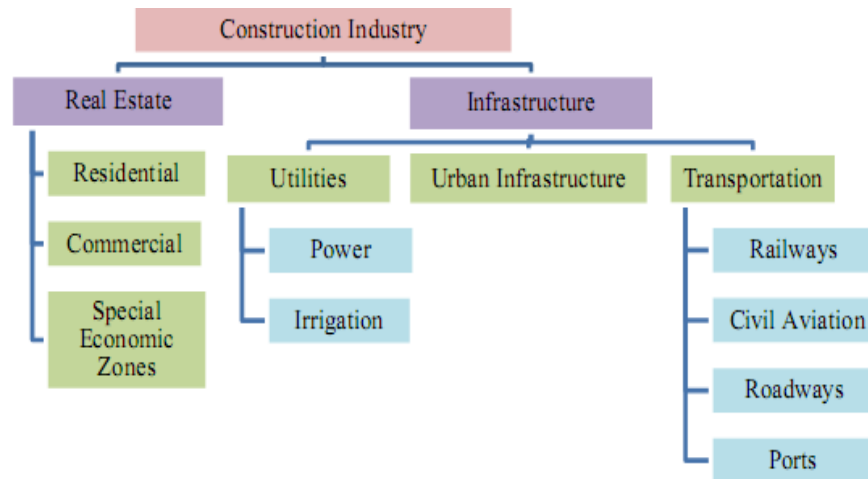 Construction Industry
Real Estate
Infrastructure
Residential
Commercial
Special
Economic
Zones
Utilities
Urban Infrastructure
Transportation
Power
Irrigation
Railways
Civil Aviation
Roadways
Ports